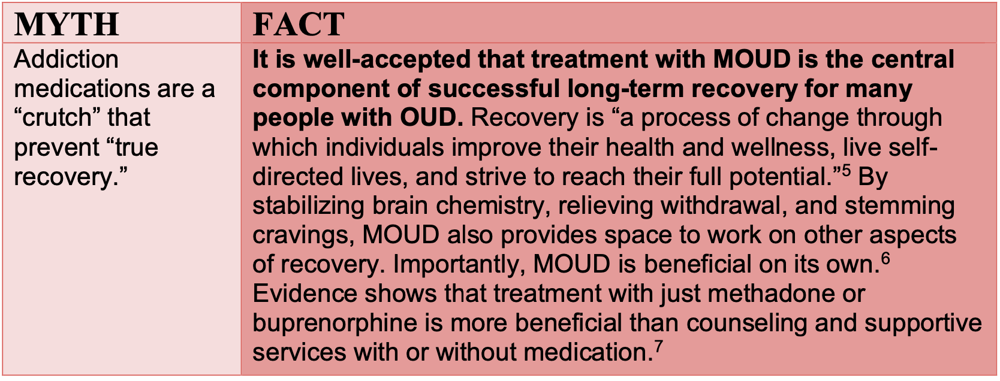 MYTH
FACT
Addiction
medications are a
“crutch” that
prevent “true
recovery.”
It is well-accepted that treatment with MOUD is the central
component of successful long-term recovery for many
people with OUD. Recovery is “a process of change through
which individuals improve their health and wellness, live self-
directed lives, and strive to reach their full potential.”5 By
stabilizing brain chemistry, relieving withdrawal, and stemming
cravings, MOUD also provides space to work on other aspects
of recovery. Importantly, MOUD is beneficial on its own.6
Evidence shows that treatment with just methadone or
buprenorphine is more beneficial than counseling and supportive
services with or without medication.7